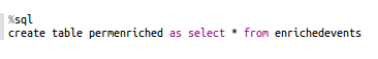 %sql
create table permenriched as select * from enrichedevents